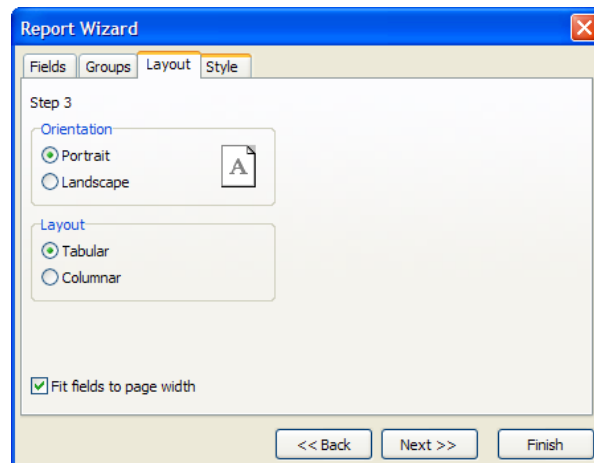 Report Wizard
Fields Groups Layout Style
Step 3
Orientation
Portrait
A
Landscape
Layout
Tabular
Columnar
Fit fields to page width
<< Back Next >> Finish